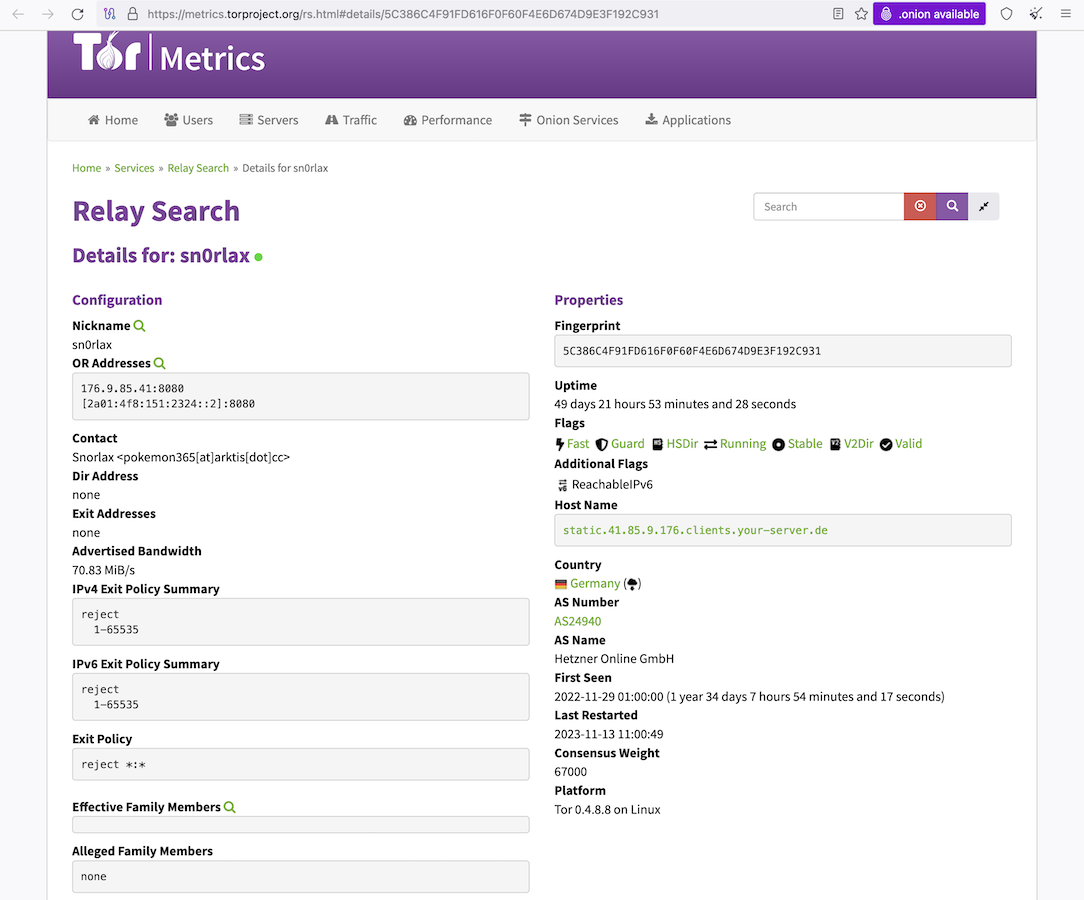 https://metrics.torproject.org/rs.html#details/5C386C4F91FD616F0F60F4E6D674D9E3F192C931
.onion available
Tor Metrics
Home Users Servers Traffic Performance Onion Services Applications
Home » Services » Relay Search » Details for sn0rlax
Relay Search
Search
Details for: sn0rlax
Configuration
Nickname
sn0rlax
OR Addresses
176.9.85.41:8080
[2a01:4f8:151:2324::2]:8080
Contact
Snorlax <pokemon365[at]arktis[dot]cc>
Dir Address
none
Exit Addresses
none
Advertised Bandwidth
70.83 MiB/s
IPv4 Exit Policy Summary
reject
1-65535
IPv6 Exit Policy Summary
reject
1-65535
Exit Policy
reject *:*
Effective Family Members
Alleged Family Members
none
Properties
Fingerprint
5C386C4F91FD616F0F60F4E6D674D9E3F192C931
Uptime
49 days 21 hours 53 minutes and 28 seconds
Flags
Fast Guard HSDir Running Stable V2Dir Valid
Additional Flags
ReachableIPv6
Host Name
static.41.85.9.176.clients.your-server.de
Country
Germany ( )
AS Number
AS24940
AS Name
Hetzner Online GmbH
First Seen
2022-11-29 01:00:00 (1 year 34 days 7 hours 54 minutes and 17 seconds)
Last Restarted
2023-11-13 11:00:49
Consensus Weight
67000
Platform
Tor 0.4.8.8 on Linux